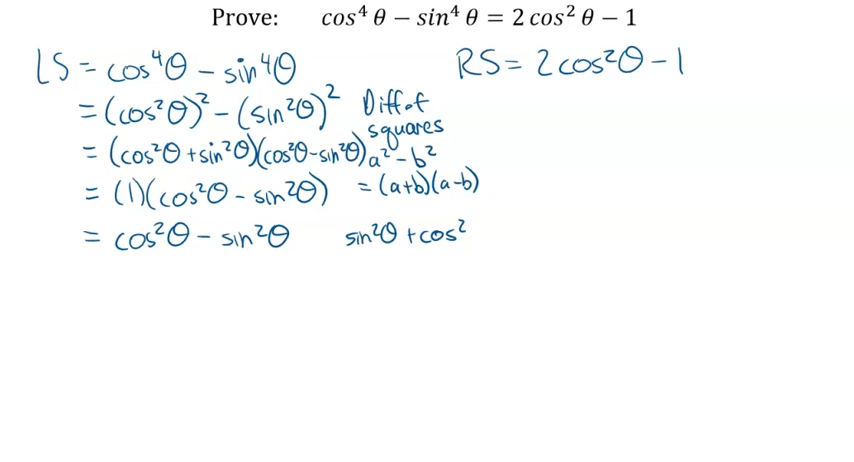 Prove: cos⁴ θ − sin⁴ θ = 2 cos² θ − 1
LS = cos⁴θ − sin⁴θ
= (cos²θ)² − (sin²θ)²
= (cos²θ + sin²θ)(cos²θ − sin²θ)
= (1)(cos²θ − sin²θ)
= cos²θ − sin²θ
Diff of
squares
a² − b²
= (a+b)(a−b)
sin²θ + cos²
RS = 2cos²θ − 1